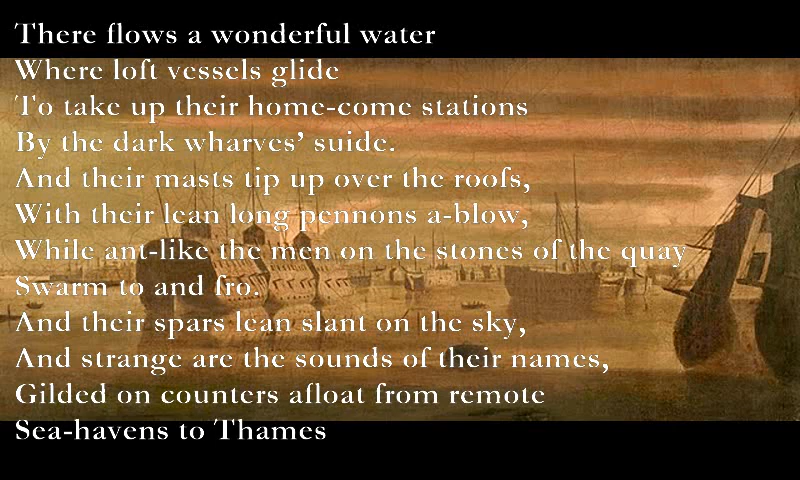 There flows a wonderful water
Where loft vessels glide
To take up their home-come stations
By the dark wharves’ suide.
And their masts tip up over the roofs,
With their lean long pennons a-blow,
While ant-like the men on the stones of the quay
Swarm to and fro.
And their spars lean slant on the sky,
And strange are the sounds of their names,
Gilded on counters afloat from remote
Sea-havens to Thames